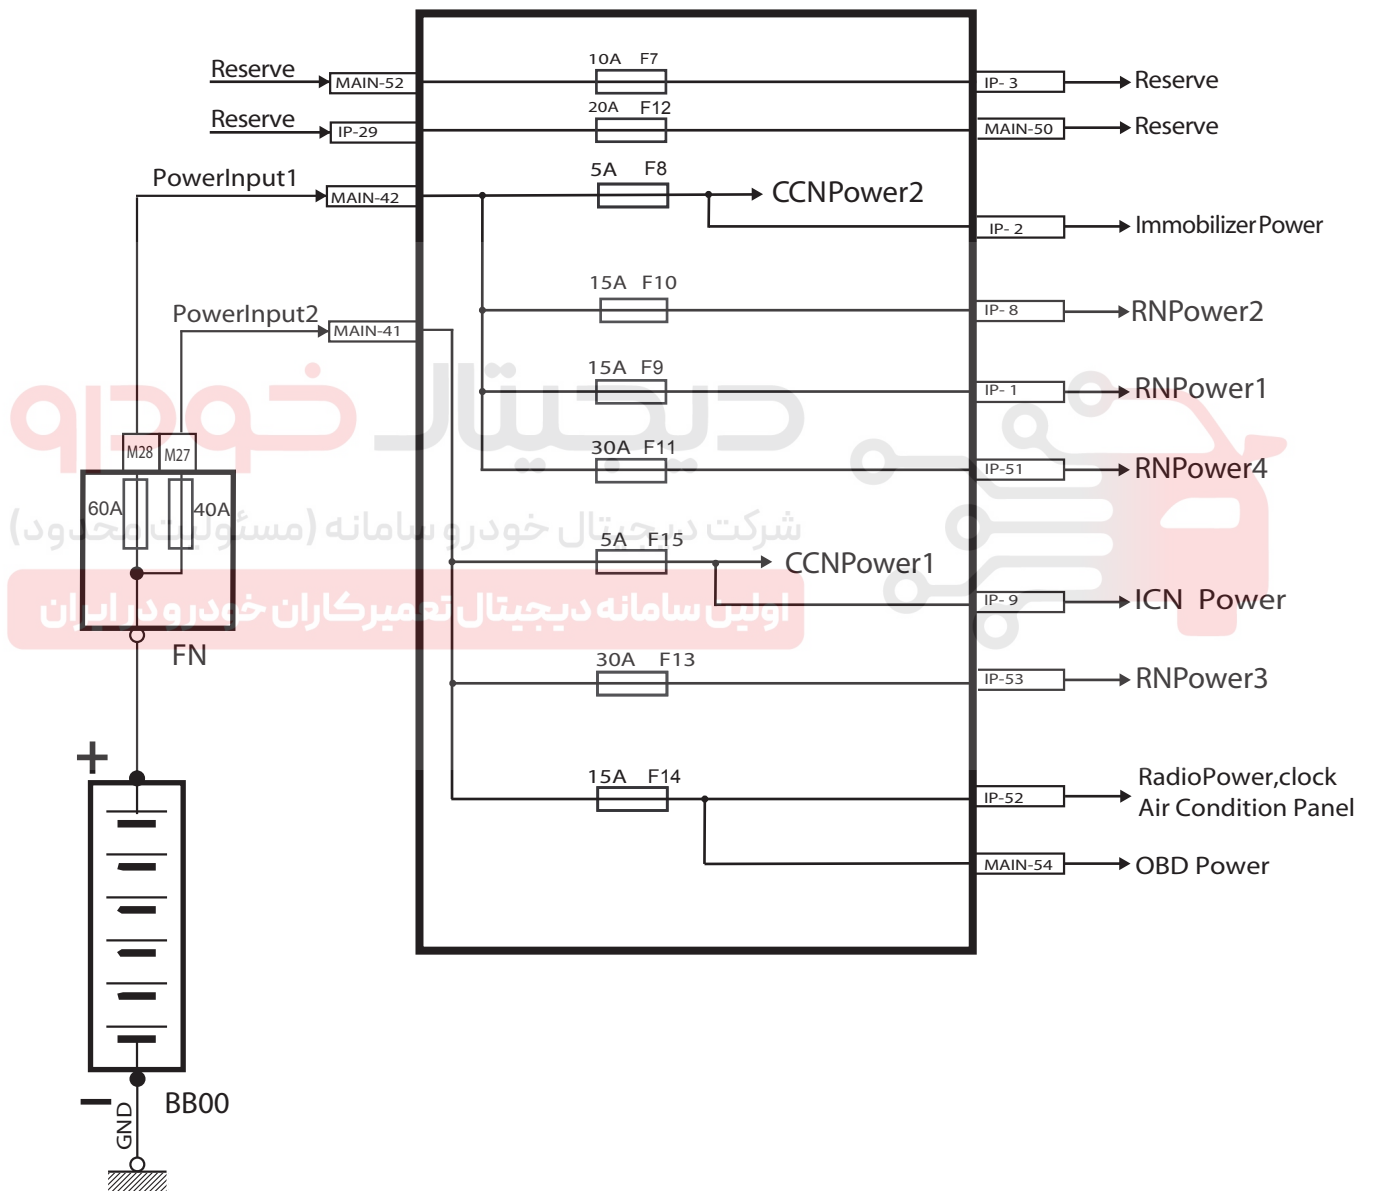 10A F7
Reserve
MAIN-52
IP- 3
Reserve
20A F12
Reserve
IP-29
MAIN-50
Reserve
5A F8
PowerInput1
MAIN-42
CCNPower2
IP- 2
ImmobilizerPower
15A F10
PowerInput2
MAIN-41
IP- 8
RNPower2
15A F9
IP- 1
RNPower1
دیجیتال خودرو
M28
M27
30A F11
IP-51
RNPower4
60A
40A
شرکت دیجیتال خودرو سامانه (مسئولیت محدود)
5A F15
CCNPower1
IP- 9
ICN Power
اولین سامانه دیجیتال تعمیرکاران خودرو در ایران
FN
30A F13
IP-53
RNPower3
+
15A F14
IP-52
RadioPower,clock
Air Condition Panel
MAIN-54
OBD Power
−
GND
BB00